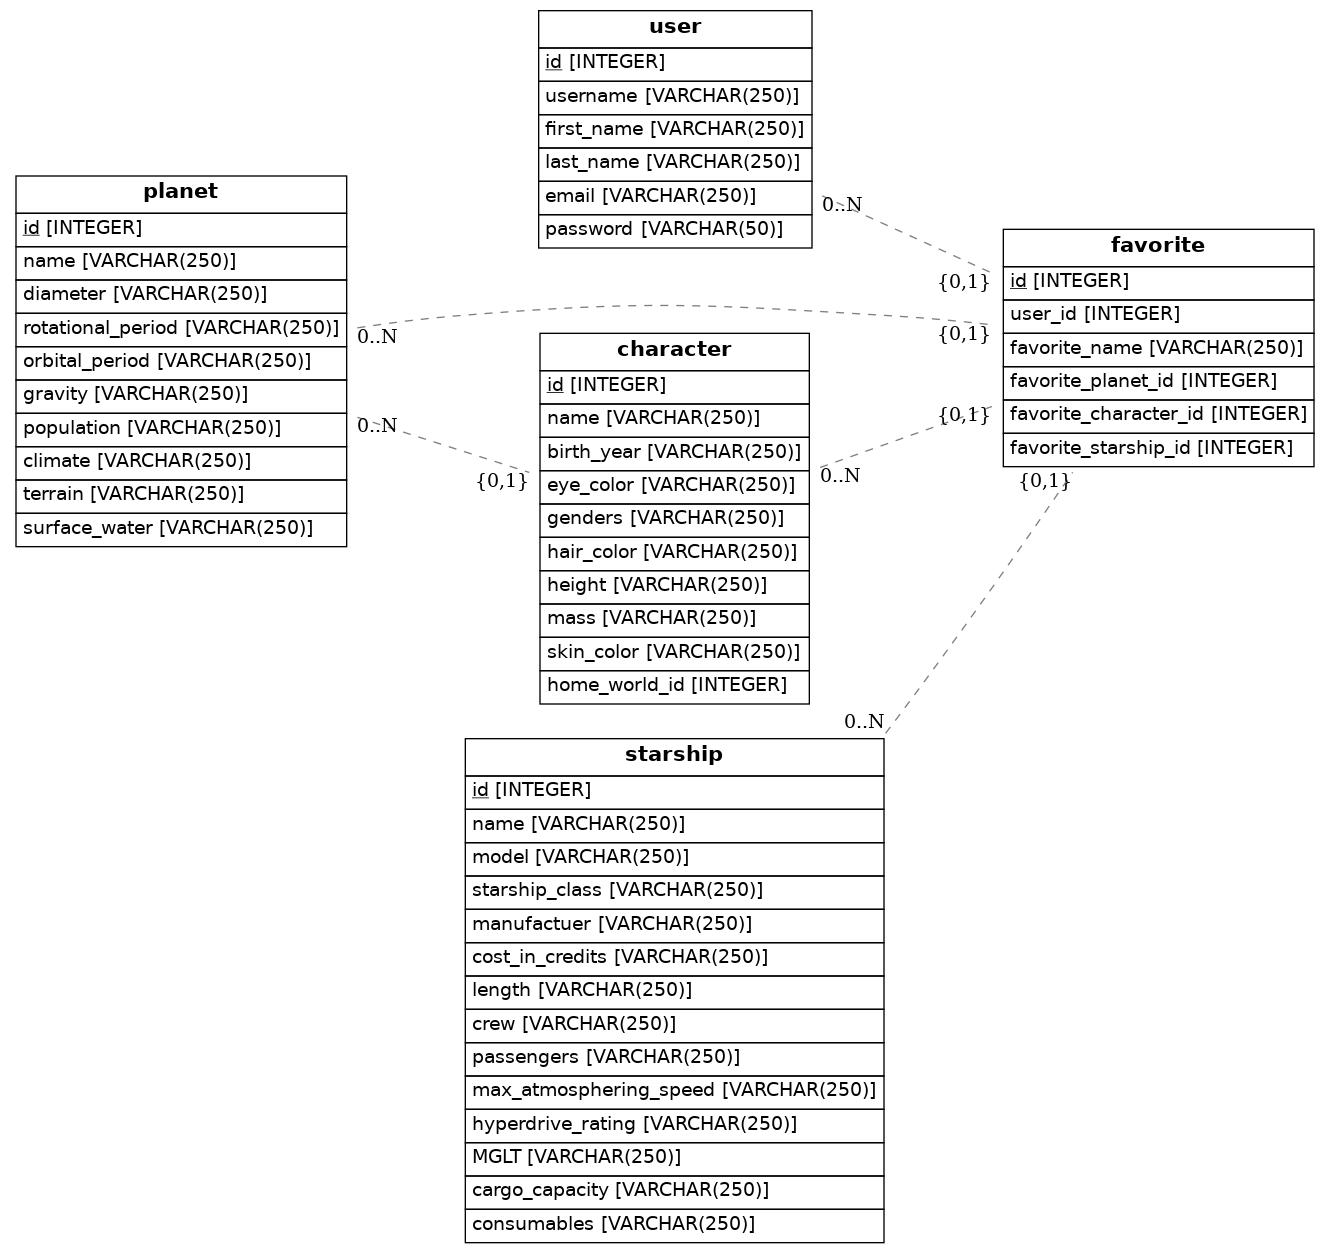 user
id [INTEGER]
username [VARCHAR(250)]
first_name [VARCHAR(250)]
last_name [VARCHAR(250)]
email [VARCHAR(250)]
password [VARCHAR(50)]
planet
id [INTEGER]
name [VARCHAR(250)]
diameter [VARCHAR(250)]
rotational_period [VARCHAR(250)]
orbital_period [VARCHAR(250)]
gravity [VARCHAR(250)]
population [VARCHAR(250)]
climate [VARCHAR(250)]
terrain [VARCHAR(250)]
surface_water [VARCHAR(250)]
0..N
{0,1}
0..N
{0,1}
0..N
{0,1}
{0,1}
0..N
{0,1}
0..N
favorite
id [INTEGER]
user_id [INTEGER]
favorite_name [VARCHAR(250)]
favorite_planet_id [INTEGER]
favorite_character_id [INTEGER]
favorite_starship_id [INTEGER]
character
id [INTEGER]
name [VARCHAR(250)]
birth_year [VARCHAR(250)]
eye_color [VARCHAR(250)]
genders [VARCHAR(250)]
hair_color [VARCHAR(250)]
height [VARCHAR(250)]
mass [VARCHAR(250)]
skin_color [VARCHAR(250)]
home_world_id [INTEGER]
starship
id [INTEGER]
name [VARCHAR(250)]
model [VARCHAR(250)]
starship_class [VARCHAR(250)]
manufactuer [VARCHAR(250)]
cost_in_credits [VARCHAR(250)]
length [VARCHAR(250)]
crew [VARCHAR(250)]
passengers [VARCHAR(250)]
max_atmosphering_speed [VARCHAR(250)]
hyperdrive_rating [VARCHAR(250)]
MGLT [VARCHAR(250)]
cargo_capacity [VARCHAR(250)]
consumables [VARCHAR(250)]